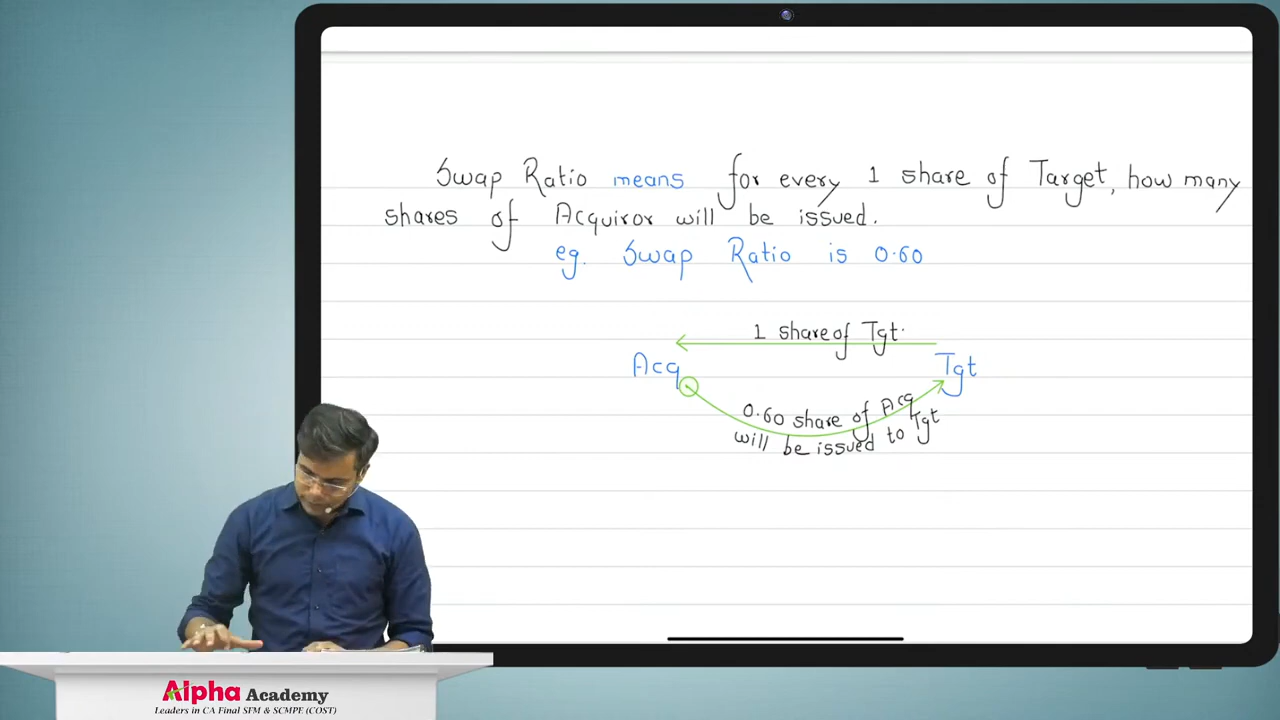 Swap Ratio means for every 1 share of Target, how many
shares of Acquiror will be issued.
eg. Swap Ratio is 0.60
1 share of Tgt.
Acq
Tgt
0.60 share of Acq
will be issued to Tgt
Alpha Academy
Leaders in CA Final SFM & SCMPE (COST)